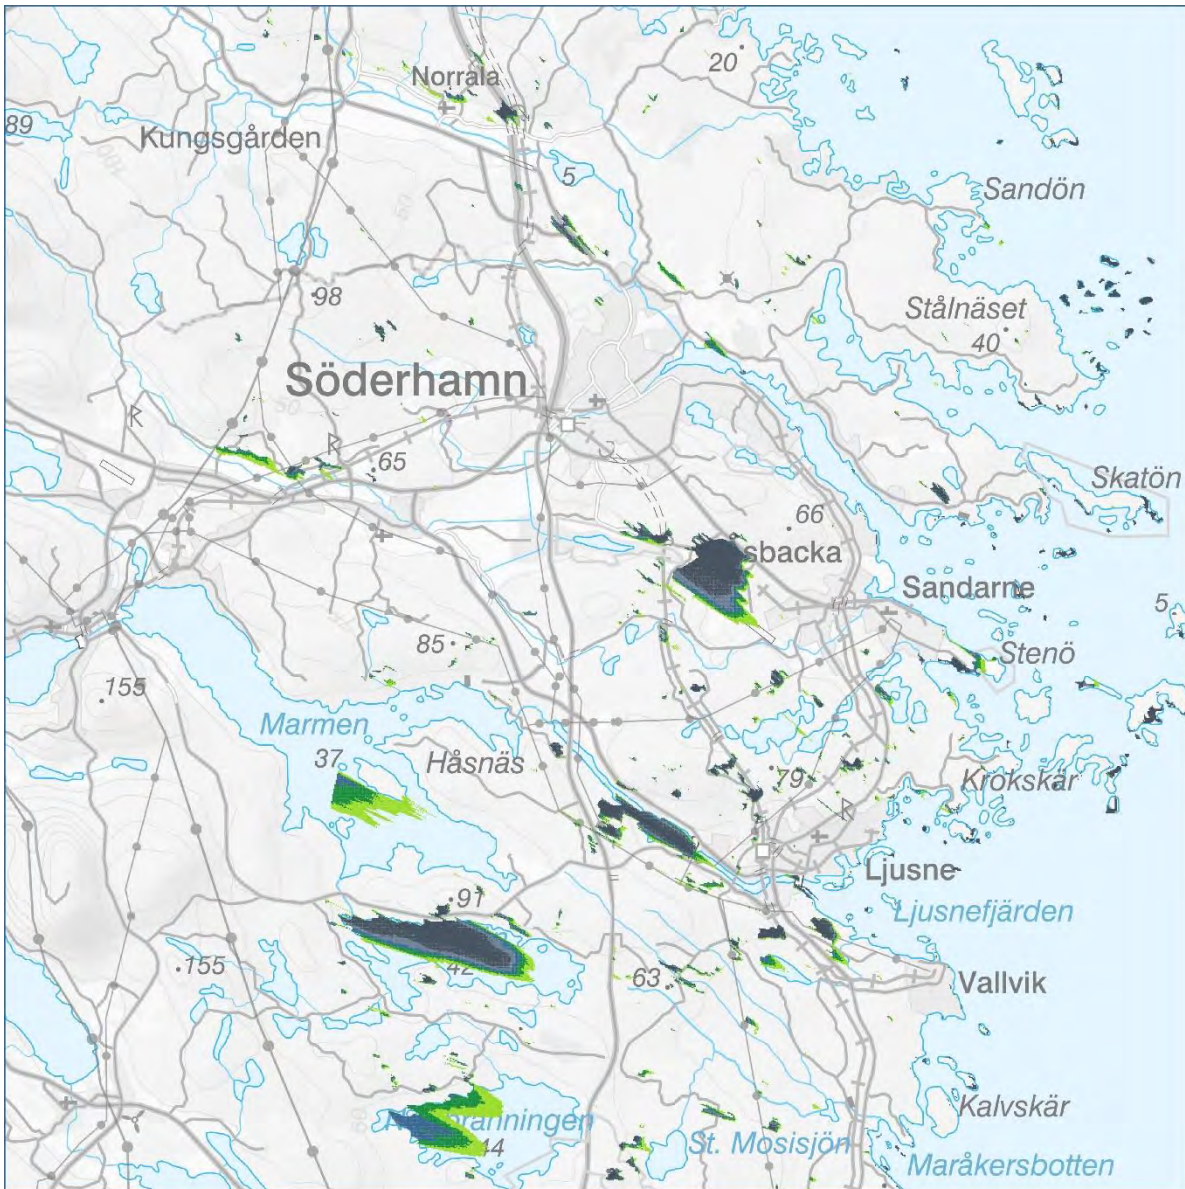 20
Norrala
89
Kungsgården
5
Sandön
98
Stålnäset
40
Söderhamn
65
Skatön
66
sbacka
Sandarne
5
85
Stenö
155
Marmen
37
Håsnäs
79
Krokskär
Ljusne
91
Ljusnefjärden
155
42
63
Vallvik
Kalvskär
44
St. Mosisjön
Maråkersbotten